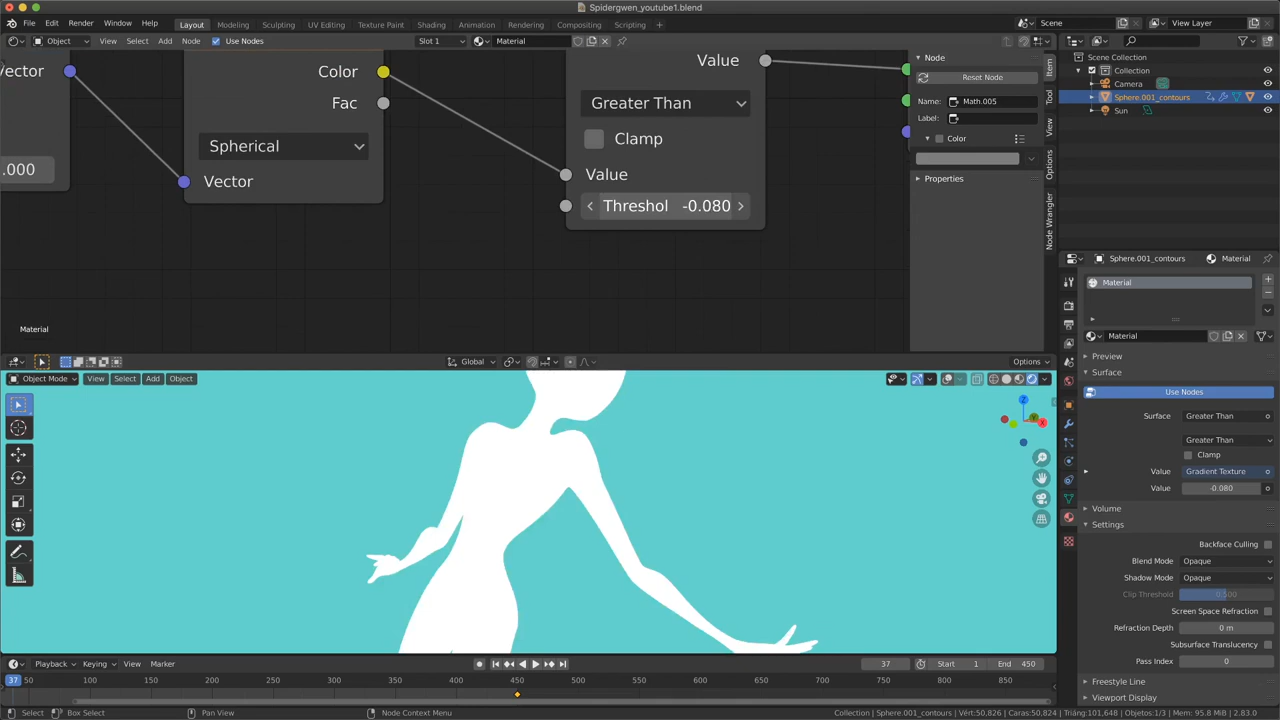 Spidergwen_youtube1.blend
File Edit Render Window Help Layout Sculpting Modeling UV Editing Texture Paint Shading Animation Rendering Compositing Scripting Scene View Layer
Object View Select Add Node Use Nodes Slot 1 Material
Scene Collection
Collection
Camera
Sphere.001_contours
Sun
Vector
.000
Color
Fac
Spherical
Vector
Value
Greater Than
Clamp
Value
Threshol -0.080
Node
Reset Node
Name: Math.005
Label:
Color
Properties
Item
Tool
View
Options
Node Wrangler
Material
Global Options
Object Mode View Select Add Object
Z
Y
X
Sphere.001_contours Material
Material
Material
Preview
Surface
Use Nodes
Surface Greater Than
Greater Than
Clamp
Value Gradient Texture
Value -0.080
Volume
Settings
Backface Culling
Blend Mode Opaque
Shadow Mode Opaque
Clip Threshold 0.500
Screen Space Refraction
Refraction Depth 0 m
Subsurface Translucency
Pass Index 0
Freestyle Line
Viewport Display
Playback Keying View Marker 37 Start 1 End 450
37 50 100 150 200 250 300 350 400 450 500 550 600 650 700 750 800 850
Select Box Select Pan View Node Context Menu Collection | Sphere.001_contours | Vért:50,826 | Caras:50,824 | Triáng:101,648 | Objetos:1/3 | Mem: 95.8 MiB | 2.83.0